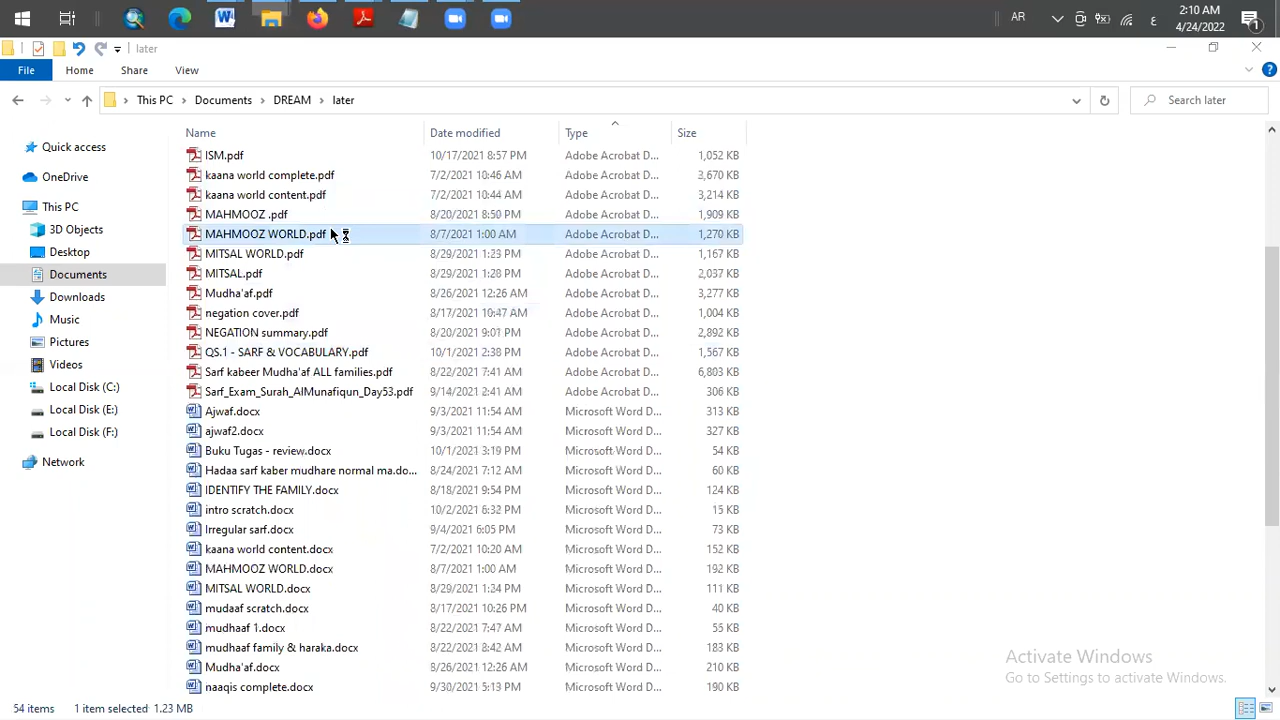 AR
ع
2:10 AM
4/24/2022
1
later
File
Home
Share
View
This PC
Documents
DREAM
later
Search later
Quick access
OneDrive
This PC
3D Objects
Desktop
Documents
Downloads
Music
Pictures
Videos
Local Disk (C:)
Local Disk (E:)
Local Disk (F:)
Network
Name Date modified Type Size
ISM.pdf 10/17/2021 8:57 PM Adobe Acrobat D... 1,052 KB
kaana world complete.pdf 7/2/2021 10:46 AM Adobe Acrobat D... 3,670 KB
kaana world content.pdf 7/2/2021 10:44 AM Adobe Acrobat D... 3,214 KB
MAHMOOZ .pdf 8/20/2021 8:50 PM Adobe Acrobat D... 1,909 KB
MAHMOOZ WORLD.pdf 8/7/2021 1:00 AM Adobe Acrobat D... 1,270 KB
MITSAL WORLD.pdf 8/29/2021 1:23 PM Adobe Acrobat D... 1,167 KB
MITSAL.pdf 8/29/2021 1:28 PM Adobe Acrobat D... 2,037 KB
Mudha'af.pdf 8/26/2021 12:26 AM Adobe Acrobat D... 3,277 KB
negation cover.pdf 8/17/2021 10:47 AM Adobe Acrobat D... 1,004 KB
NEGATION summary.pdf 8/20/2021 9:01 PM Adobe Acrobat D... 2,892 KB
QS.1 - SARF & VOCABULARY.pdf 10/1/2021 2:38 PM Adobe Acrobat D... 1,567 KB
Sarf kabeer Mudha'af ALL families.pdf 8/22/2021 7:41 AM Adobe Acrobat D... 6,803 KB
Sarf_Exam_Surah_AlMunafiqun_Day53.pdf 9/14/2021 2:41 AM Adobe Acrobat D... 306 KB
Ajwaf.docx 9/3/2021 11:54 AM Microsoft Word D... 313 KB
ajwaf2.docx 9/3/2021 11:54 AM Microsoft Word D... 327 KB
Buku Tugas - review.docx 10/1/2021 3:19 PM Microsoft Word D... 54 KB
Hadaa sarf kaber mudhare normal ma.do... 8/24/2021 7:12 AM Microsoft Word D... 60 KB
IDENTIFY THE FAMILY.docx 8/18/2021 9:54 PM Microsoft Word D... 124 KB
intro scratch.docx 10/2/2021 6:32 PM Microsoft Word D... 15 KB
Irregular sarf.docx 9/4/2021 6:05 PM Microsoft Word D... 73 KB
kaana world content.docx 7/2/2021 10:20 AM Microsoft Word D... 152 KB
MAHMOOZ WORLD.docx 8/7/2021 1:00 AM Microsoft Word D... 192 KB
MITSAL WORLD.docx 8/29/2021 1:34 PM Microsoft Word D... 111 KB
mudaaf scratch.docx 8/17/2021 10:26 PM Microsoft Word D... 40 KB
mudhaaf 1.docx 8/22/2021 7:47 AM Microsoft Word D... 55 KB
mudhaaf family & haraka.docx 8/22/2021 8:42 AM Microsoft Word D... 183 KB
Mudha'af.docx 8/26/2021 12:26 AM Microsoft Word D... 210 KB
naaqis complete.docx 9/30/2021 5:13 PM Microsoft Word D... 190 KB
Activate Windows
Go to Settings to activate Windows.
54 items 1 item selected 1.23 MB